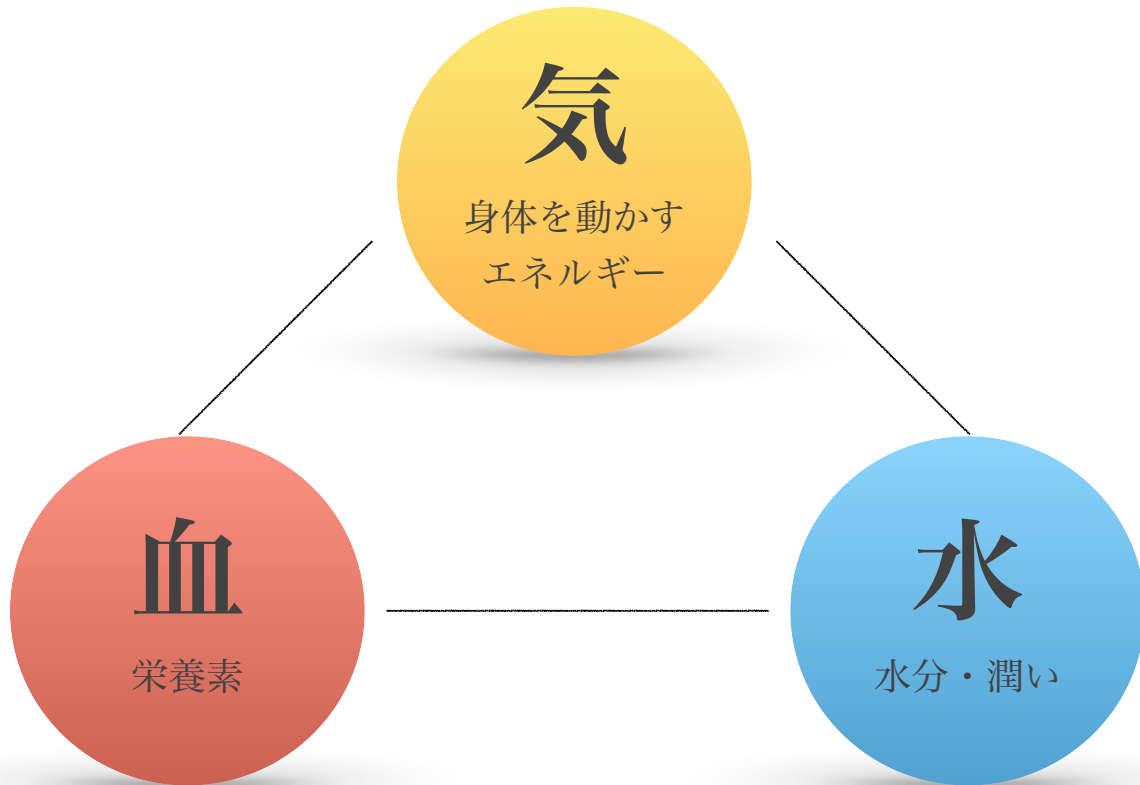 気
身体を動かす
エネルギー
血
栄養素
水
水分・潤い